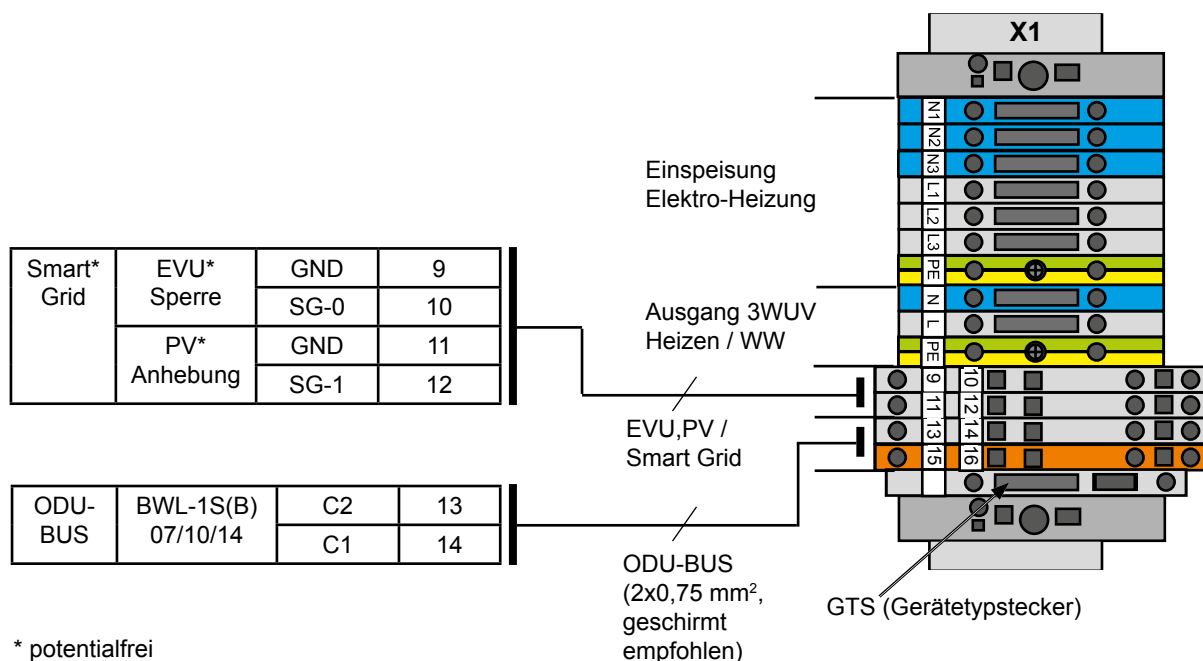 X1
N1
N2
N3
L1
L2
L3
PE
N
L
PE
9 10
11 12
13 14
15 16
Einspeisung
Elektro-Heizung
Ausgang 3WUV
Heizen / WW
EVU,PV /
Smart Grid
ODU-BUS
(2x0,75 mm²,
geschirmt
empfohlen)
GTS (Gerätetypstecker)
Smart* Grid EVU* Sperre GND 9
SG-0 10
PV* Anhebung GND 11
SG-1 12
ODU-BUS BWL-1S(B) 07/10/14 C2 13
C1 14
* potentialfrei